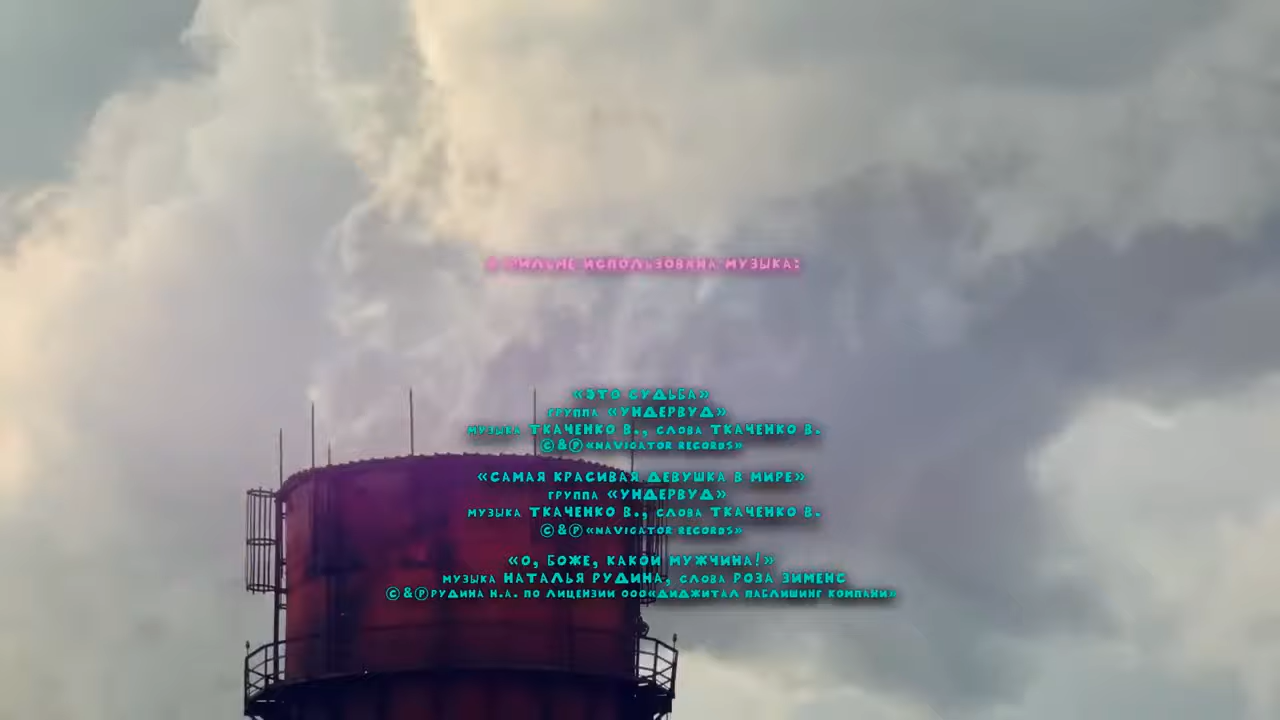 В ФИЛЬМЕ ИСПОЛЬЗОВАНА МУЗЫКА:
«ЭТО СУДЬБА»
ГРУППА «УНДЕРВУД»
МУЗЫКА ТКАЧЕНКО В., СЛОВА ТКАЧЕНКО В.
©&℗«NAVIGATOR RECORDS»
«САМАЯ КРАСИВАЯ ДЕВУШКА В МИРЕ»
ГРУППА «УНДЕРВУД»
МУЗЫКА ТКАЧЕНКО В., СЛОВА ТКАЧЕНКО В.
©&℗«NAVIGATOR RECORDS»
«О, БОЖЕ, КАКОЙ МУЖЧИНА!»
МУЗЫКА НАТАЛЬЯ РУДИНА, СЛОВА РОЗА ЗИМЕНС
©&℗РУДИНА Н.А. ПО ЛИЦЕНЗИИ ООО«ДИДЖИТАЛ ПАБЛИШИНГ КОМПАНИ»